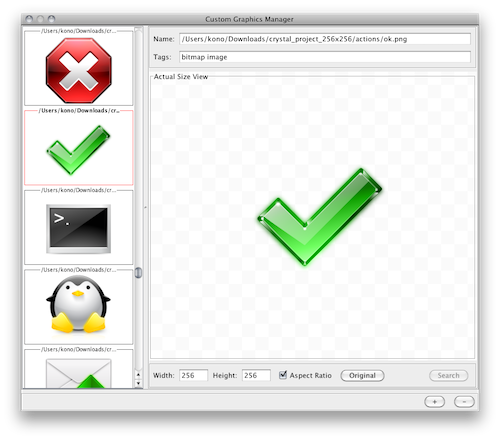 Custom Graphics Manager
/Users/kono/Downloads/cr...
/Users/kono/Downloads/cr...
>.
/Users/kono/Downloads/cr...
/Users/kono/Downloads/cr...
/Users/kono/Downloads/cr...
Name: /Users/kono/Downloads/crystal_project_256x256/actions/ok.png
Tags: bitmap image
Actual Size View
Width: 256 Height: 256 Aspect Ratio Original Search
+ −